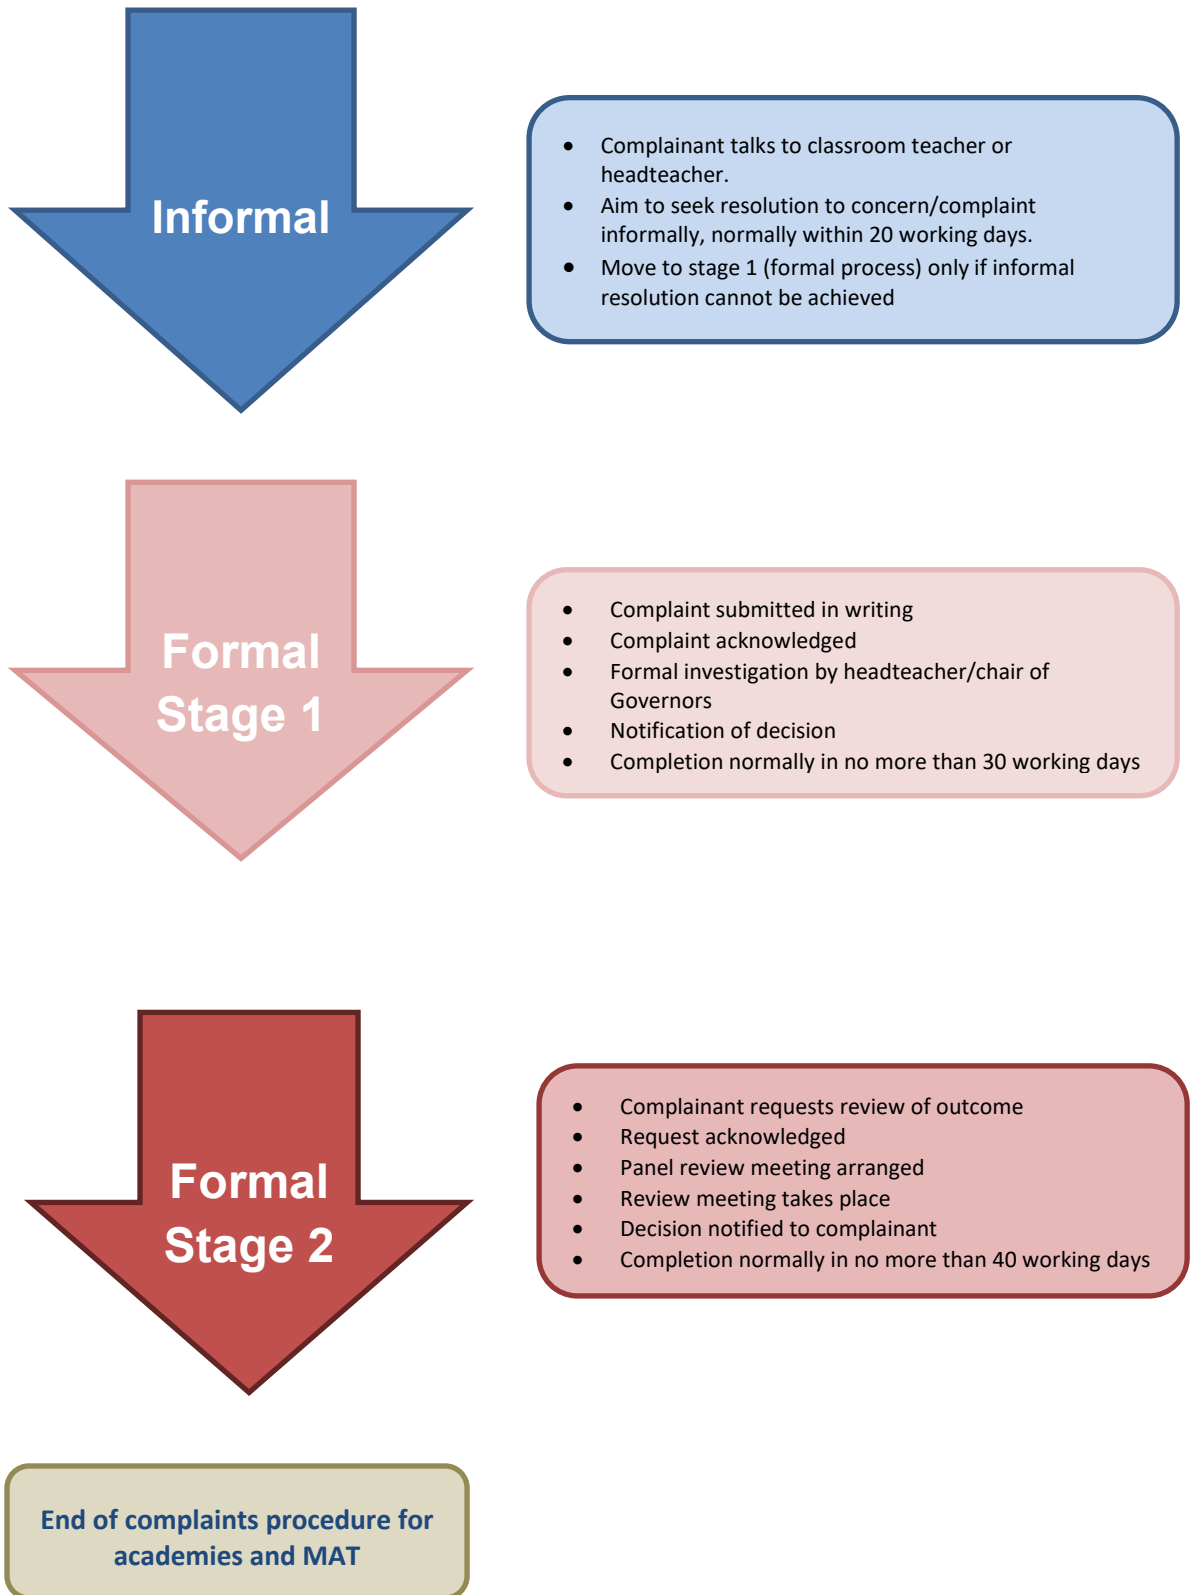 Informal
• Complainant talks to classroom teacher or
headteacher.
• Aim to seek resolution to concern/complaint
informally, normally within 20 working days.
• Move to stage 1 (formal process) only if informal
resolution cannot be achieved
Formal
Stage 1
• Complaint submitted in writing
• Complaint acknowledged
• Formal investigation by headteacher/chair of
Governors
• Notification of decision
• Completion normally in no more than 30 working days
Formal
Stage 2
• Complainant requests review of outcome
• Request acknowledged
• Panel review meeting arranged
• Review meeting takes place
• Decision notified to complainant
• Completion normally in no more than 40 working days
End of complaints procedure for
academies and MAT